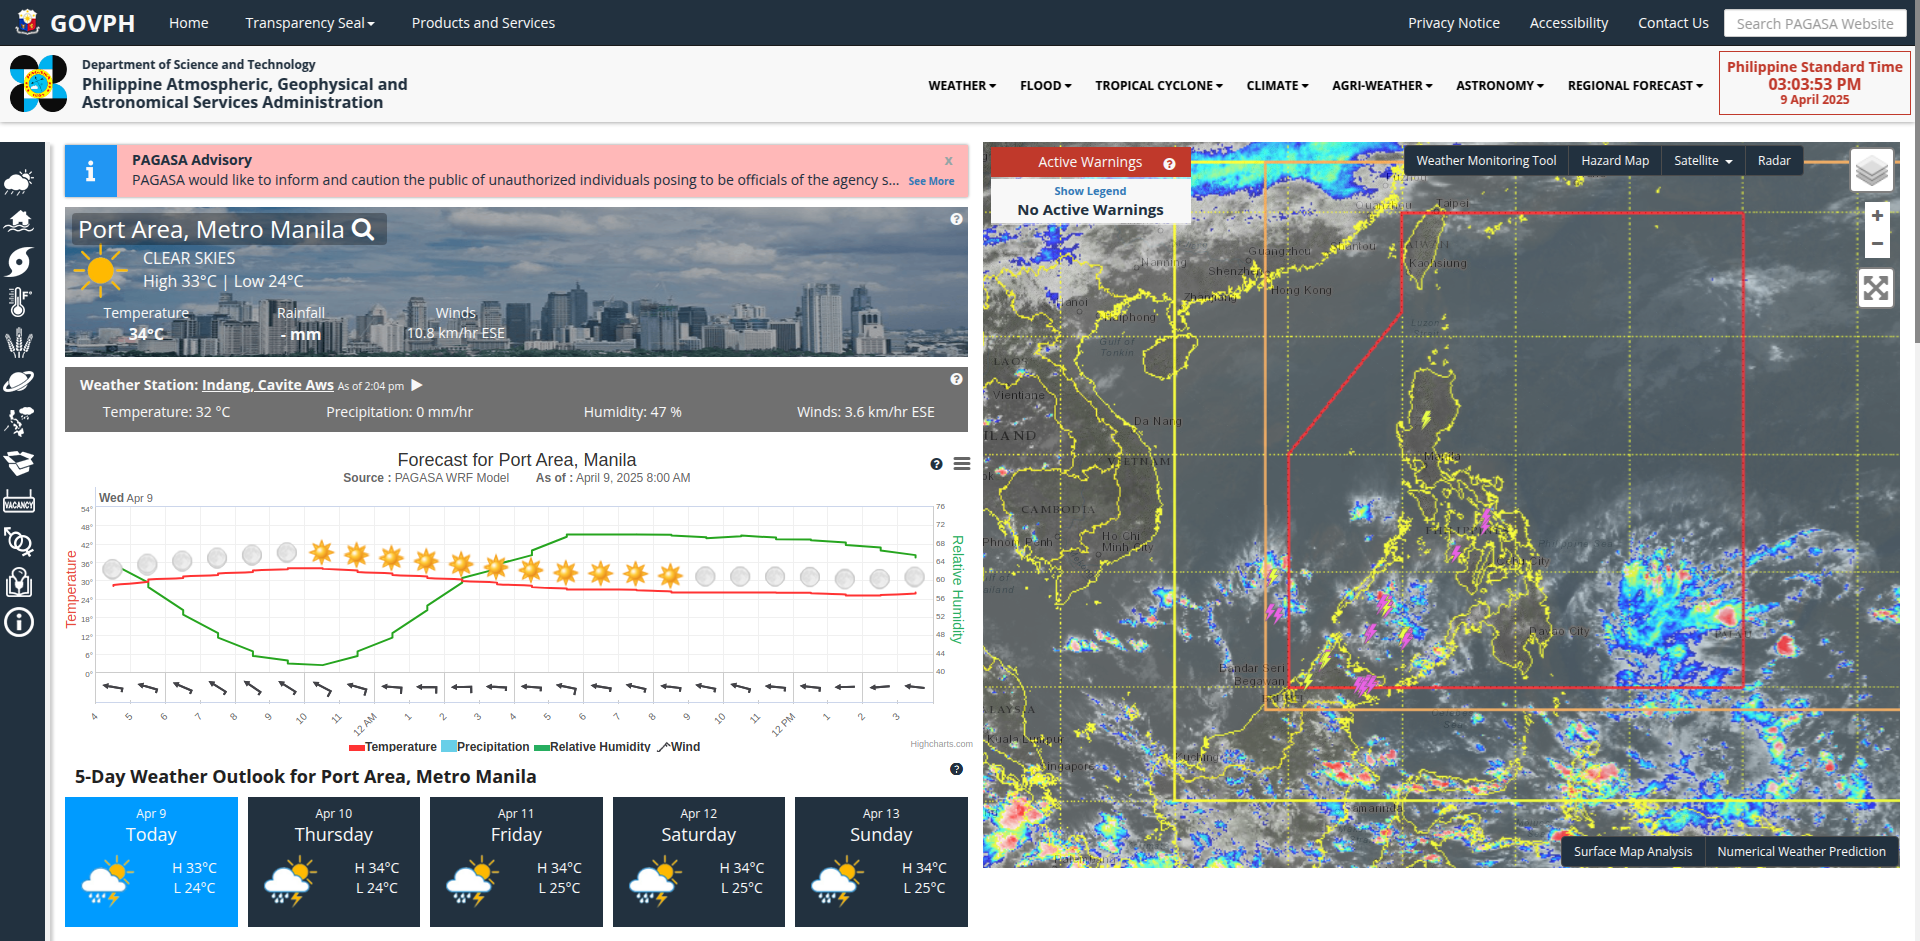 GOVPH
Home
Transparency Seal
Products and Services
Privacy Notice
Accessibility
Contact Us
Search PAGASA Website
Department of Science and Technology
Philippine Atmospheric, Geophysical and
Astronomical Services Administration
WEATHER
FLOOD
TROPICAL CYCLONE
CLIMATE
AGRI-WEATHER
ASTRONOMY
REGIONAL FORECAST
Philippine Standard Time
03:03:53 PM
9 April 2025
VACANCY
PAGASA Advisory
x
PAGASA would like to inform and caution the public of unauthorized individuals posing to be officials of the agency s...
See More
Port Area, Metro Manila
CLEAR SKIES
High 33°C | Low 24°C
Temperature
Rainfall
Winds
34°C
- mm
10.8 km/hr ESE
Weather Station: Indang, Cavite Aws As of 2:04 pm
Temperature: 32 °C
Precipitation: 0 mm/hr
Humidity: 47 %
Winds: 3.6 km/hr ESE
Forecast for Port Area, Manila
Source : PAGASA WRF Model As of : April 9, 2025 8:00 AM
Wed Apr 9
Temperature
54°
48°
42°
36°
30°
24°
18°
12°
6°
0°
76
72
68
64
60
56
52
48
44
40
Relative Humidity
4 5 6 7 8 9 10 11 12 AM 1 2 3 4 5 6 7 8 9 10 11 12 PM 1 2 3
Temperature Precipitation Relative Humidity Wind
Highcharts.com
5-Day Weather Outlook for Port Area, Metro Manila
Apr 9
Today
H 33°C
L 24°C
Apr 10
Thursday
H 34°C
L 24°C
Apr 11
Friday
H 34°C
L 25°C
Apr 12
Saturday
H 34°C
L 25°C
Apr 13
Sunday
H 34°C
L 25°C
Active Warnings
Show Legend
No Active Warnings
Weather Monitoring Tool
Hazard Map
Satellite
Radar
+
−
Taipei
Guangzhou
Shantou
Kaohsiung
Nanning
Shenzhen
Hong Kong
Zhanjiang
Haiphong
Gulf of
Tonkin
Luzon
Vientiane
Da Nang
VIETNAM
CAMBODIA
Ho Chi
Minh City
Bandar Seri
Begawan
Kuala Lumpur
Singapore
Kuching
Samarinda
Surface Map Analysis
Numerical Weather Prediction